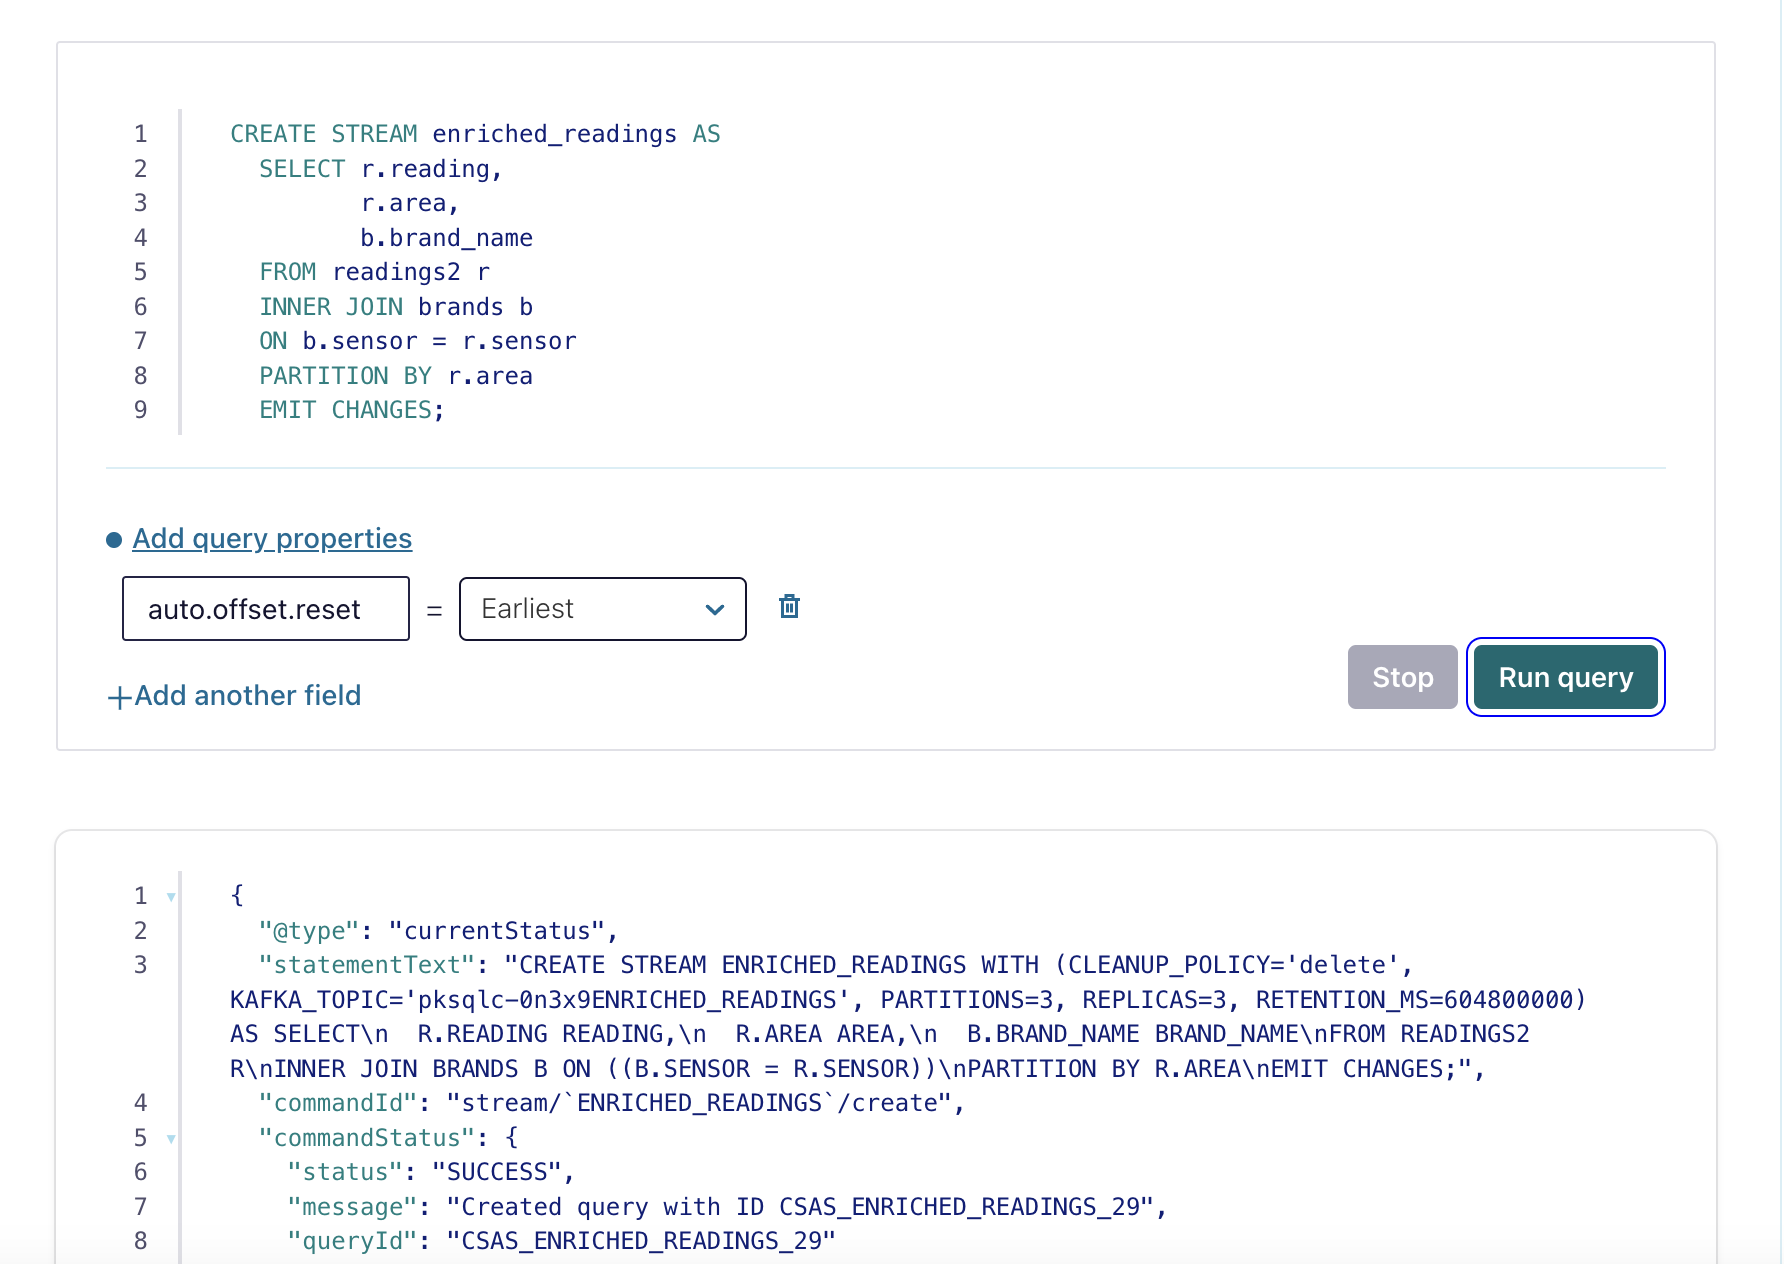 1 CREATE STREAM enriched_readings AS
2 SELECT r.reading,
3 r.area,
4 b.brand_name
5 FROM readings2 r
6 INNER JOIN brands b
7 ON b.sensor = r.sensor
8 PARTITION BY r.area
9 EMIT CHANGES;
Add query properties
auto.offset.reset = Earliest
+Add another field
Stop Run query
1 {
2 "@type": "currentStatus",
3 "statementText": "CREATE STREAM ENRICHED_READINGS WITH (CLEANUP_POLICY='delete',
KAFKA_TOPIC='pksqlc-0n3x9ENRICHED_READINGS', PARTITIONS=3, REPLICAS=3, RETENTION_MS=604800000)
AS SELECT\n  R.READING READING,\n  R.AREA AREA,\n  B.BRAND_NAME BRAND_NAME\nFROM READINGS2
R\nINNER JOIN BRANDS B ON ((B.SENSOR = R.SENSOR))\nPARTITION BY R.AREA\nEMIT CHANGES;",
4 "commandId": "stream/`ENRICHED_READINGS`/create",
5 "commandStatus": {
6 "status": "SUCCESS",
7 "message": "Created query with ID CSAS_ENRICHED_READINGS_29",
8 "queryId": "CSAS_ENRICHED_READINGS_29"